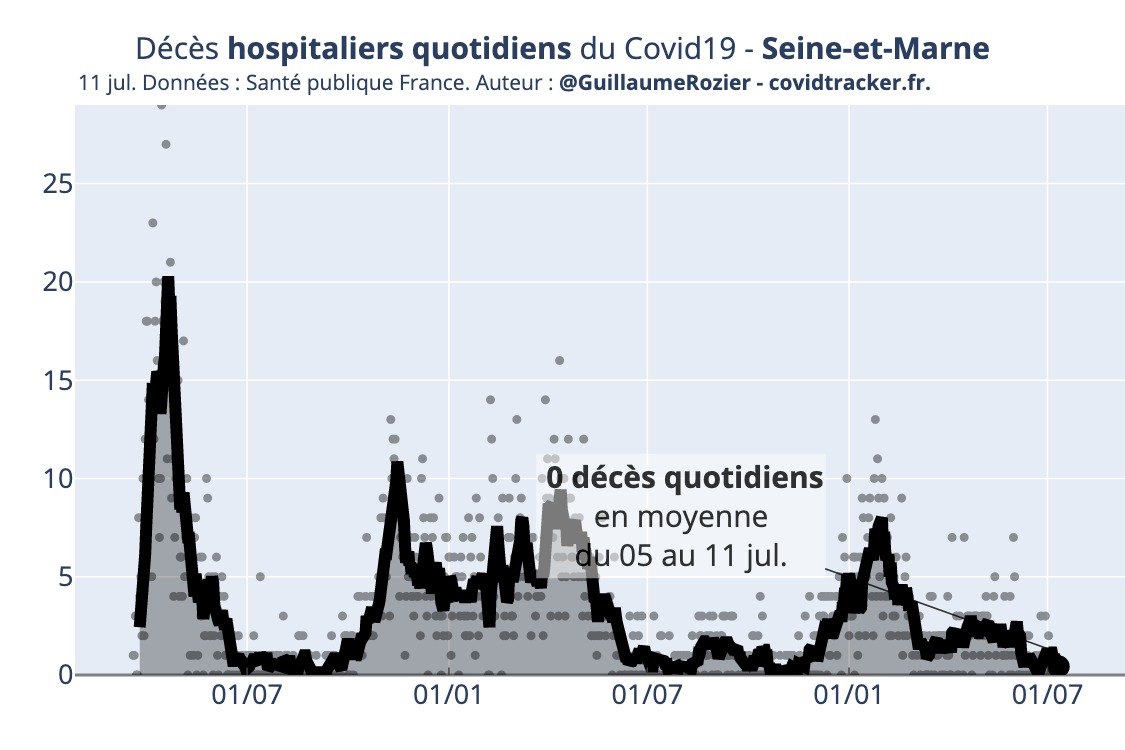 Décès hospitaliers quotidiens du Covid19 - Seine-et-Marne
11 jul. Données : Santé publique France. Auteur : @GuillaumeRozier - covidtracker.fr.
25
20
15
10
5
0
0 décès quotidiens
en moyenne
du 05 au 11 jul.
01/07 01/01 01/07 01/01 01/07